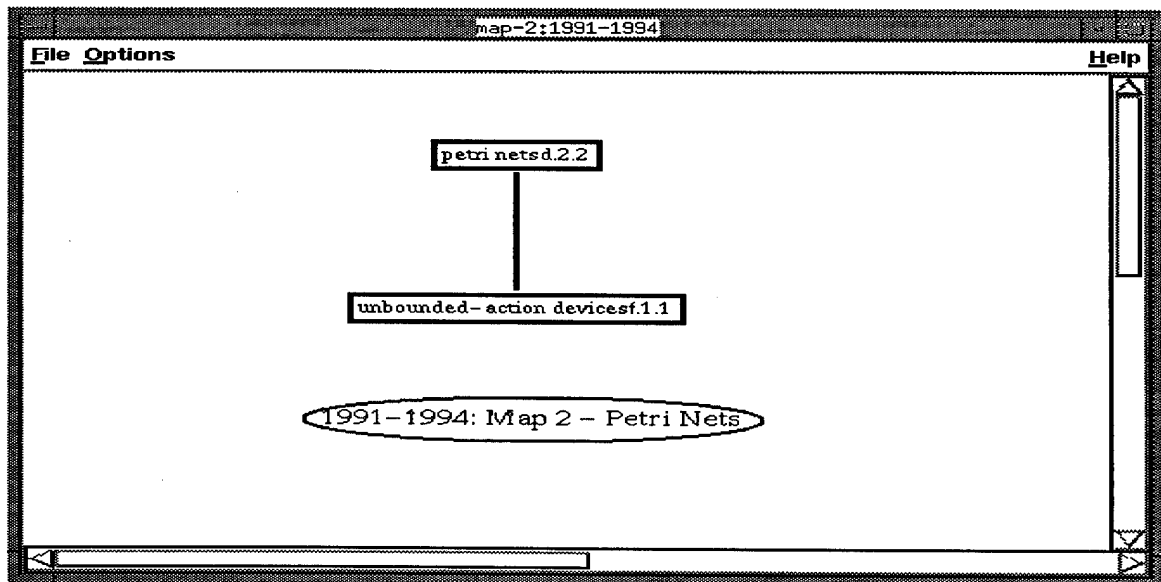 map-2:1991-1994
File Options Help
petri netsd.2.2
unbounded-action devicesf.1.1
1991-1994: Map 2 - Petri Nets